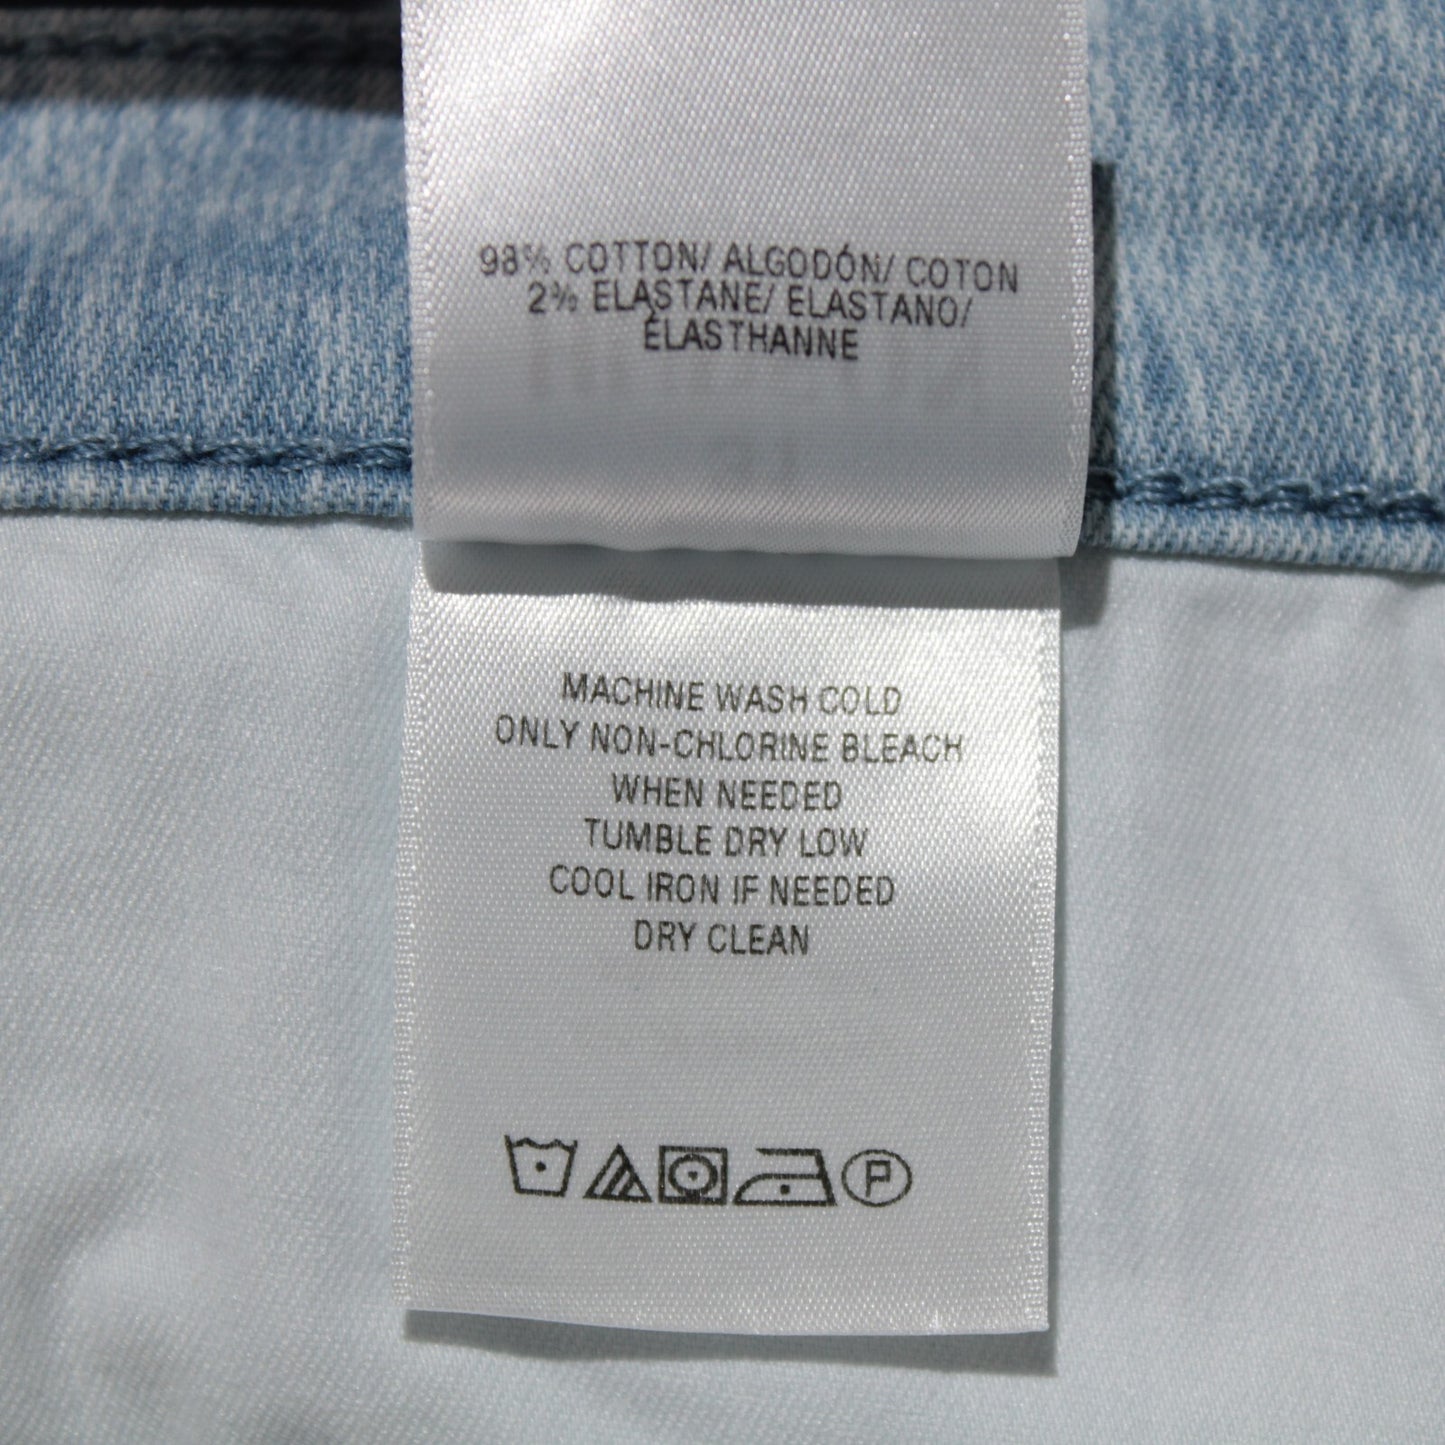 98% COTTON/ ALGODÓN/ COTON
2% ELASTANE/ ELASTANO/
ÉLASTHANNE
MACHINE WASH COLD
ONLY NON-CHLORINE BLEACH
WHEN NEEDED
TUMBLE DRY LOW
COOL IRON IF NEEDED
DRY CLEAN
P